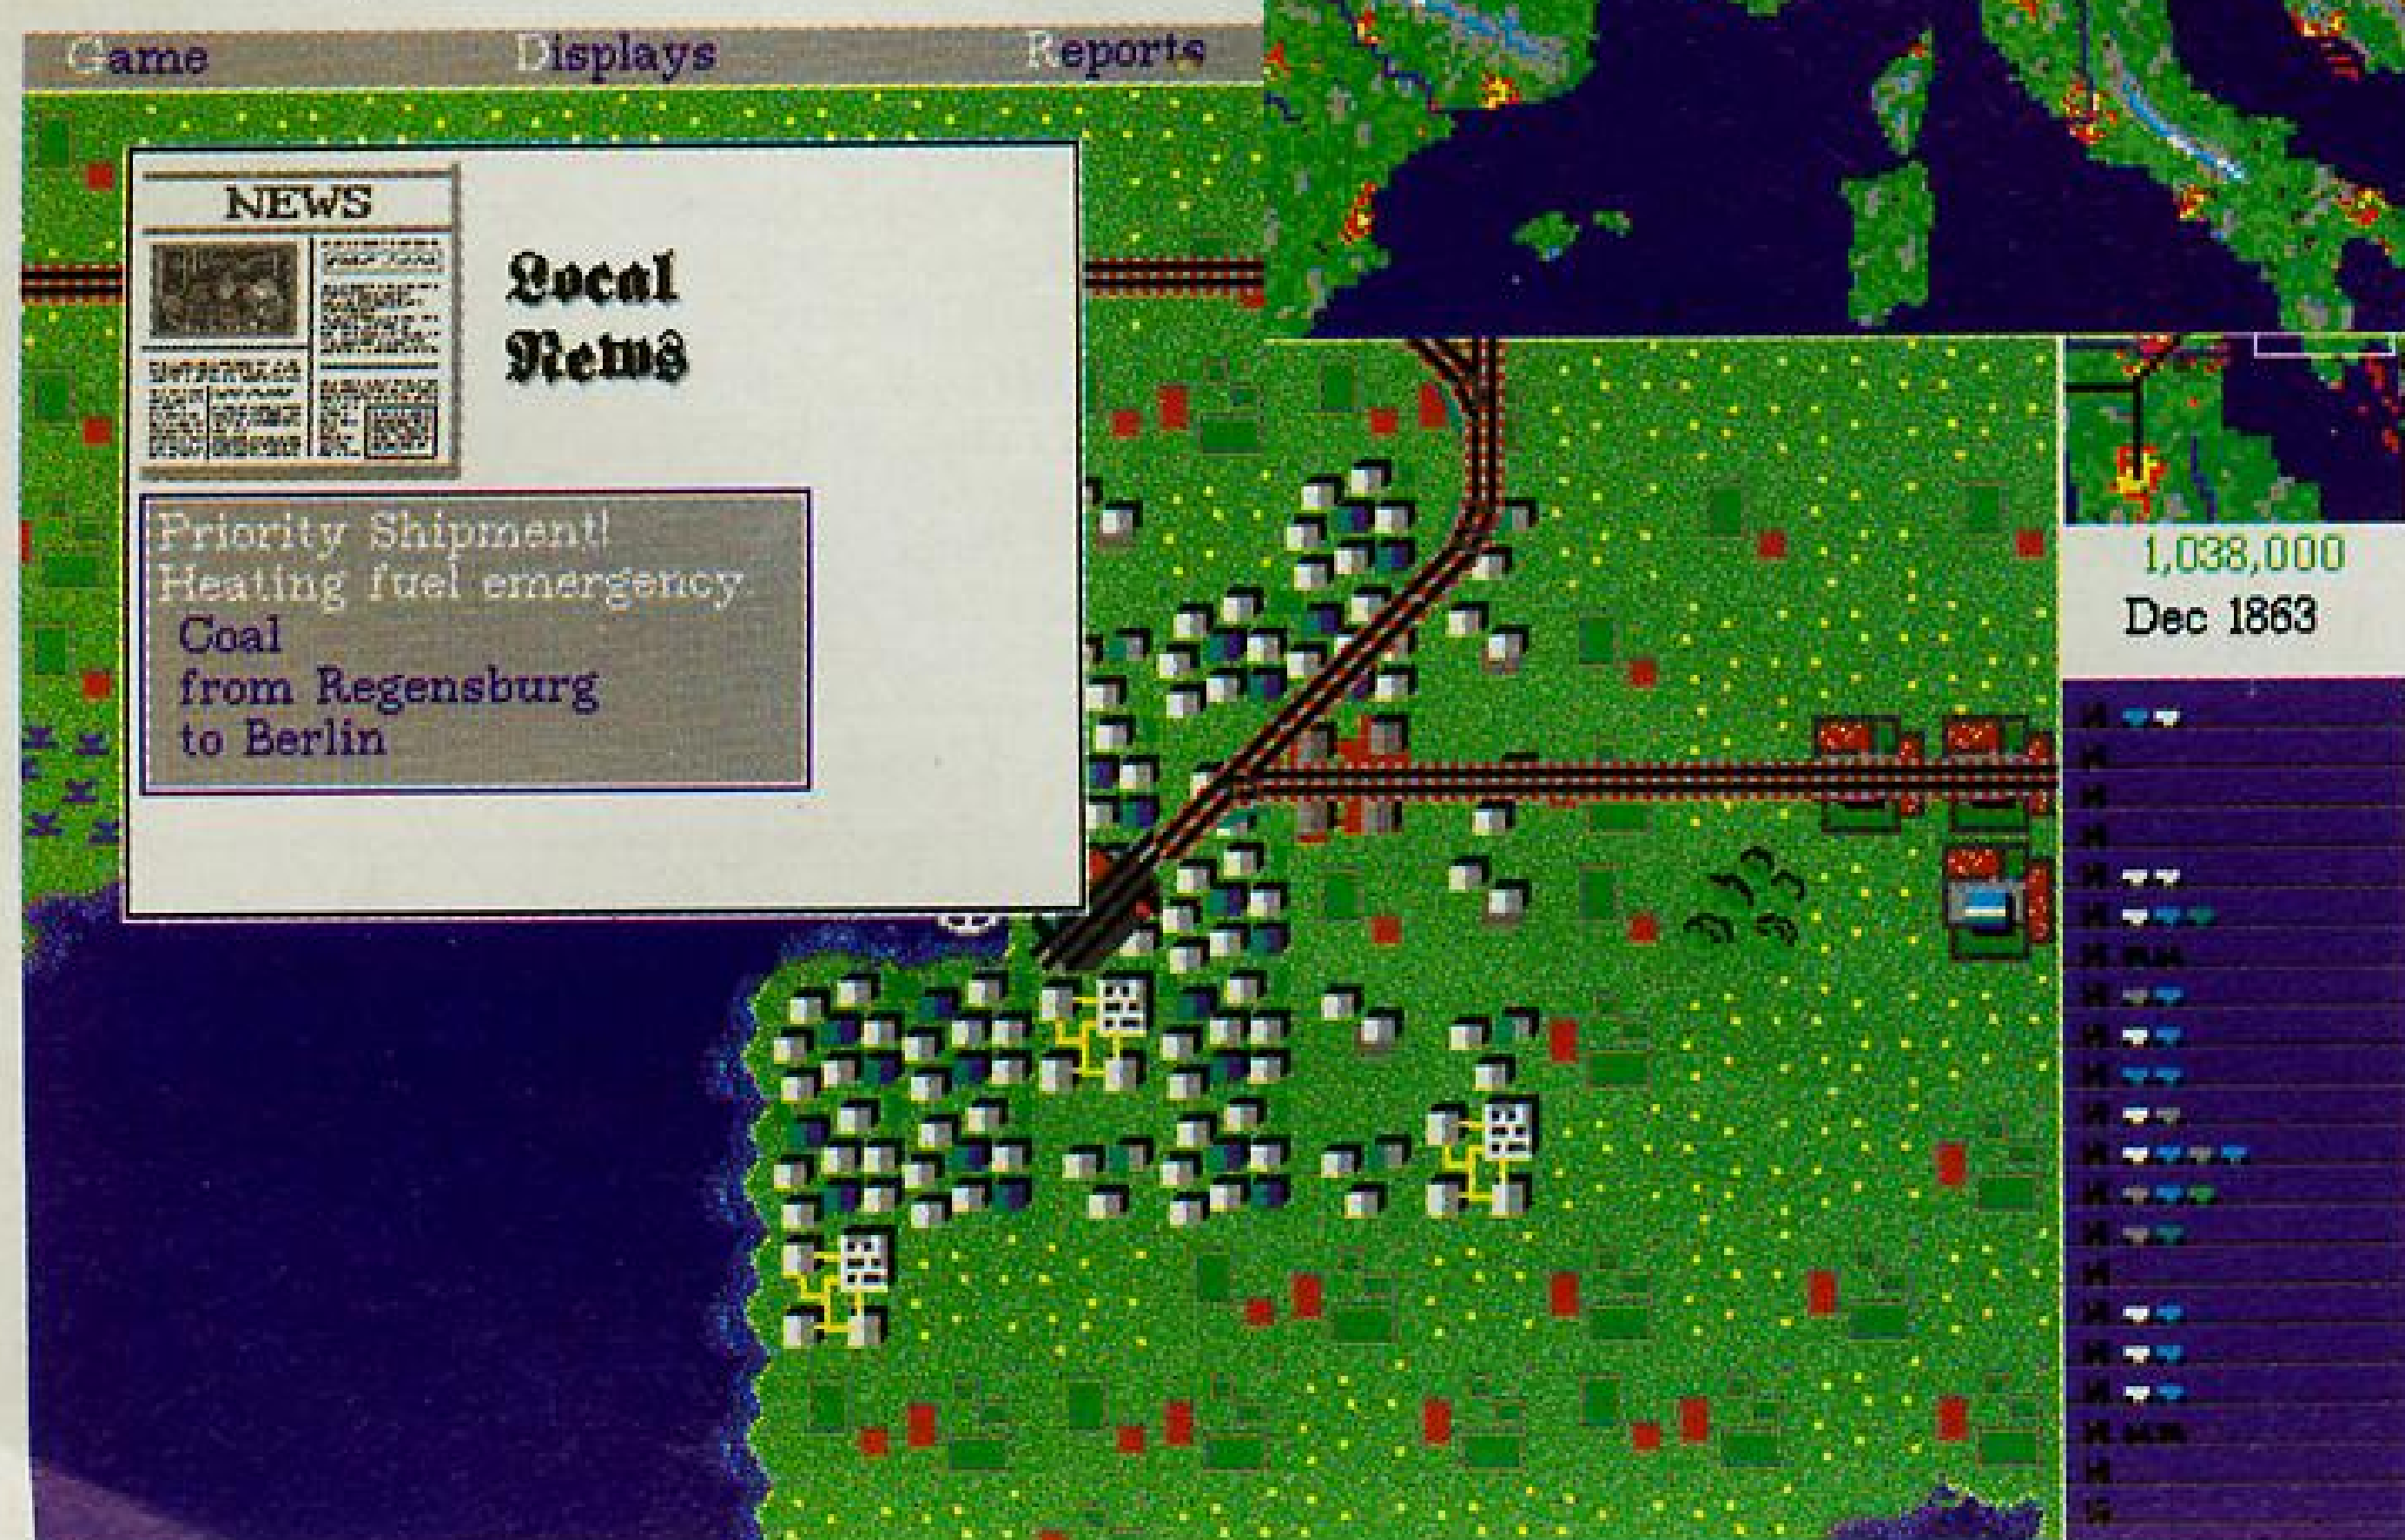 Game Displays Reports
NEWS
Local
News
Priority Shipment!
Heating fuel emergency.
Coal
from Regensburg
to Berlin
1,038,000
Dec 1863